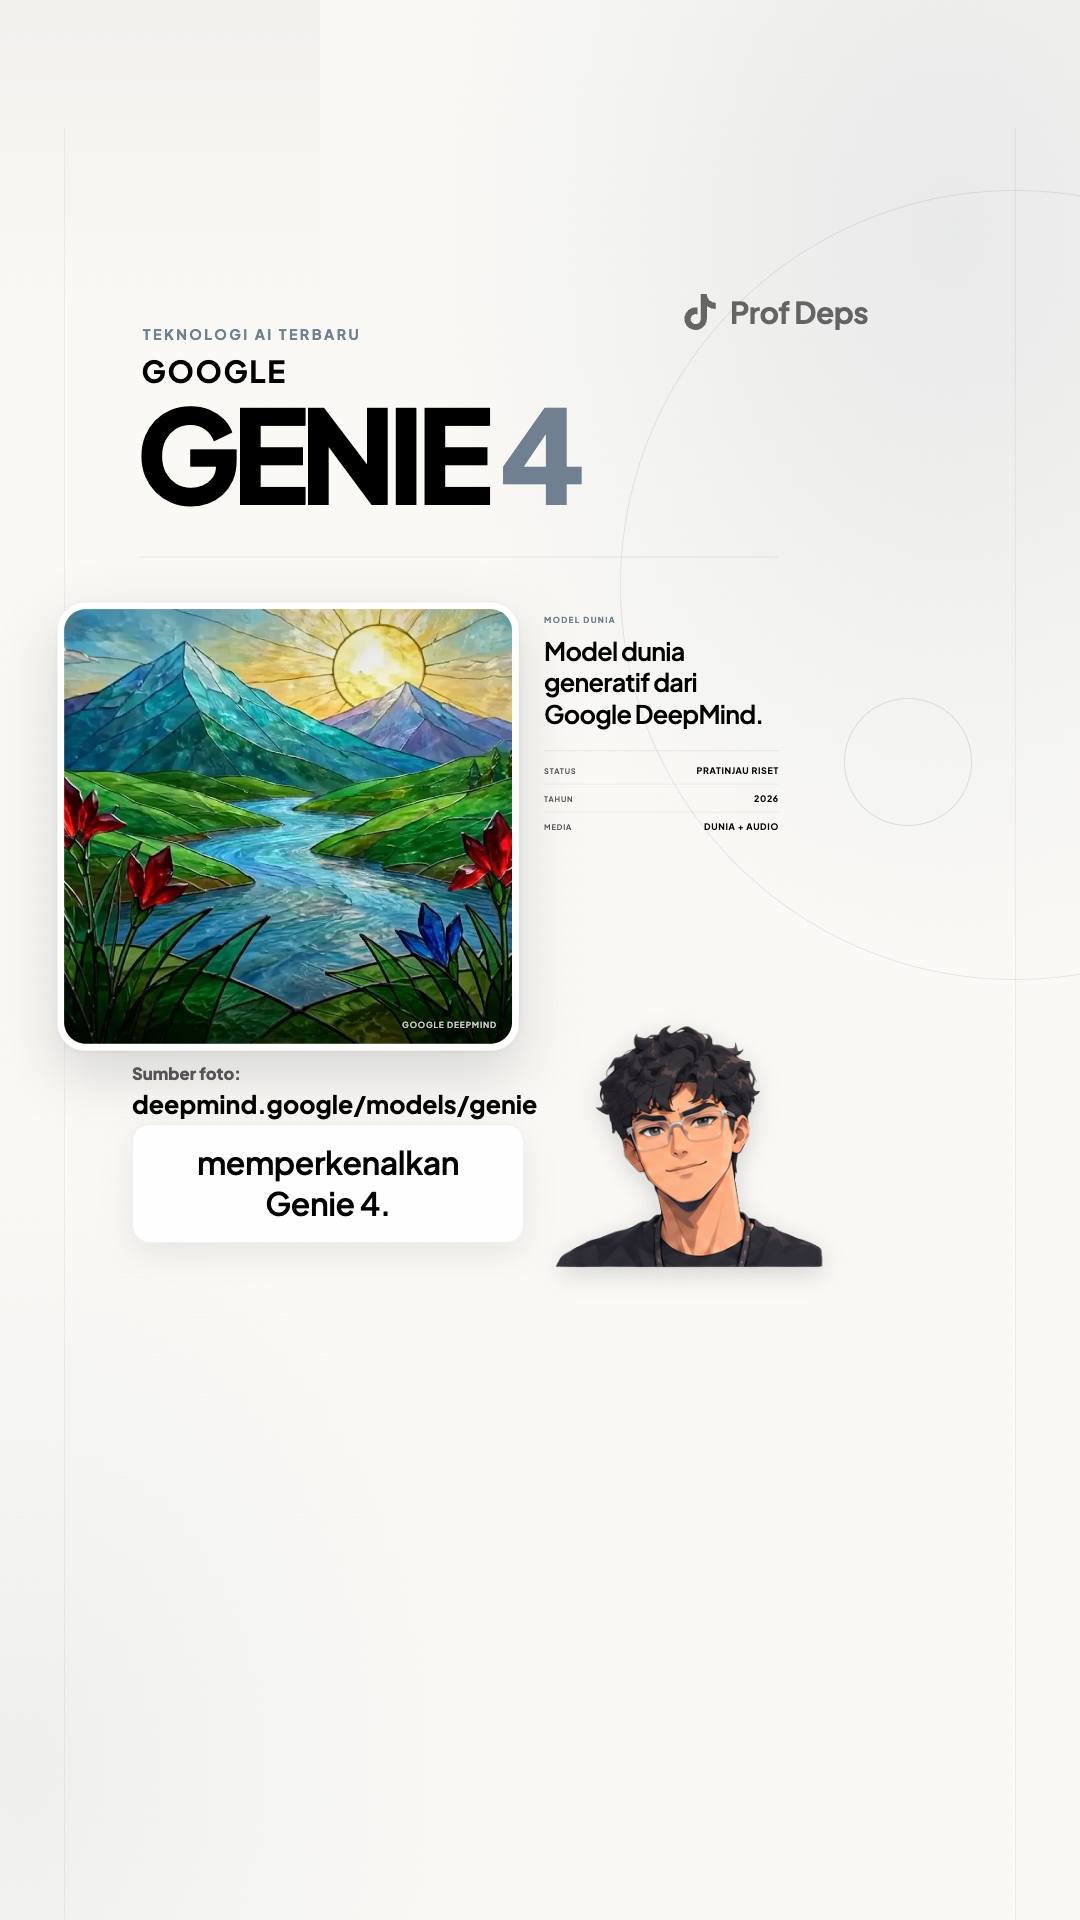 Prof Deps
TEKNOLOGI AI TERBARU
GOOGLE
GENIE 4
MODEL DUNIA
Model dunia
generatif dari
Google DeepMind.
STATUS PRATINJAU RISET
TAHUN 2026
MEDIA DUNIA + AUDIO
GOOGLE DEEPMIND
Sumber foto:
deepmind.google/models/genie
memperkenalkan
Genie 4.